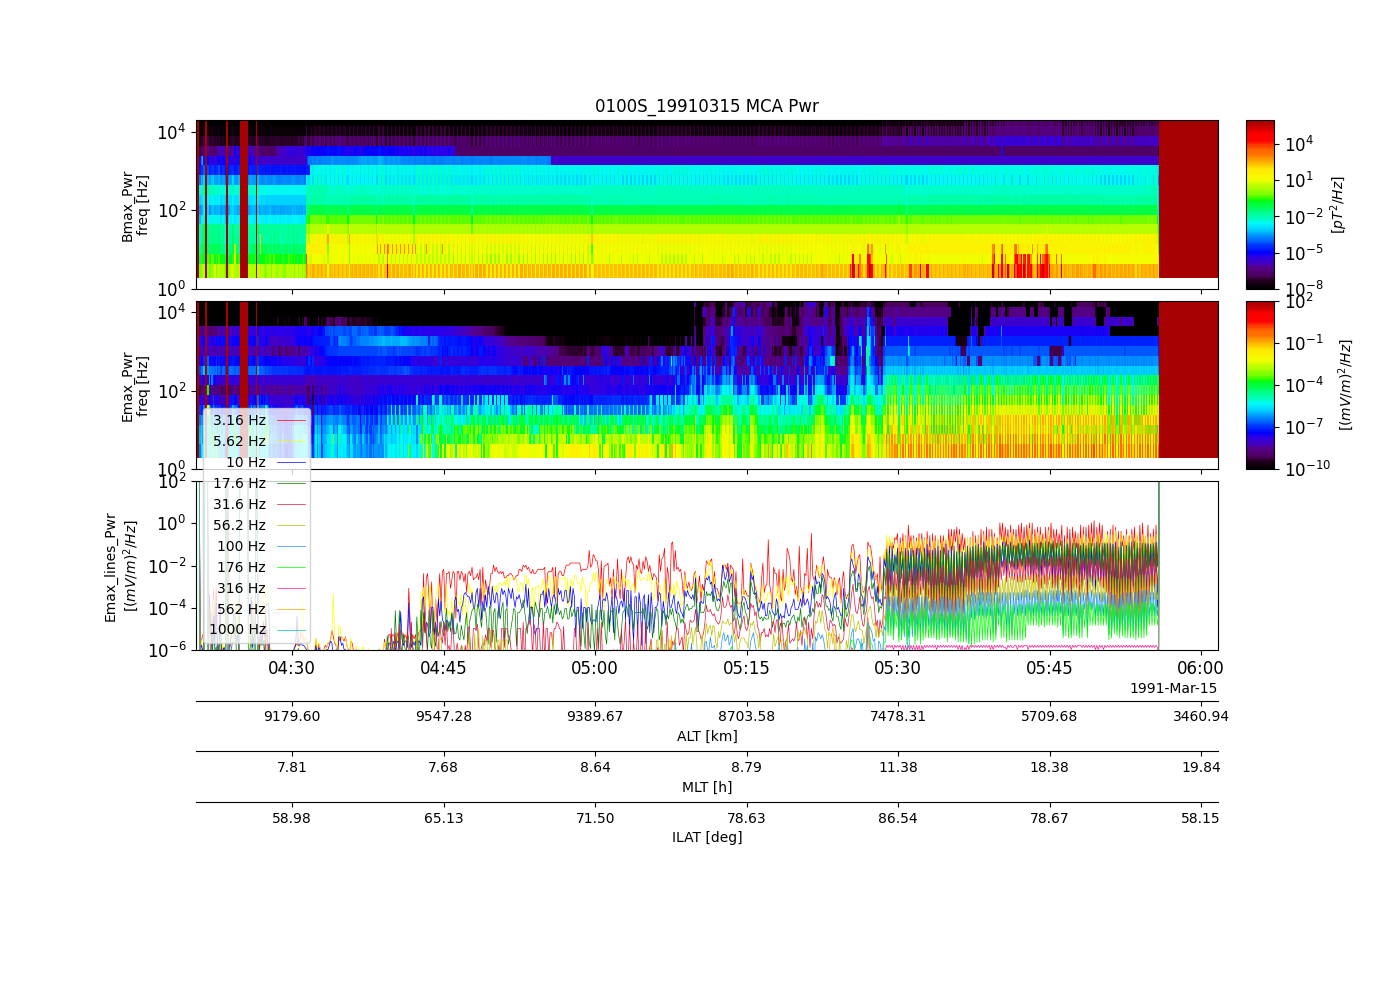 0100S_19910315 MCA Pwr
Bmax_Pwr
freq [Hz]
10^4
10^2
10^0
10^4
10^1
10^-2
10^-5
10^-8
[pT^2/Hz]
Emax_Pwr
freq [Hz]
10^4
10^2
10^0
10^2
10^-1
10^-4
10^-7
10^-10
[(mV/m)^2/Hz]
Emax_lines_Pwr
[(mV/m)^2/Hz]
10^2
10^0
10^-2
10^-4
10^-6
3.16 Hz
5.62 Hz
10 Hz
17.6 Hz
31.6 Hz
56.2 Hz
100 Hz
176 Hz
316 Hz
562 Hz
1000 Hz
04:30 04:45 05:00 05:15 05:30 05:45 06:00
1991-Mar-15
9179.60 9547.28 9389.67 8703.58 7478.31 5709.68 3460.94
ALT [km]
7.81 7.68 8.64 8.79 11.38 18.38 19.84
MLT [h]
58.98 65.13 71.50 78.63 86.54 78.67 58.15
ILAT [deg]